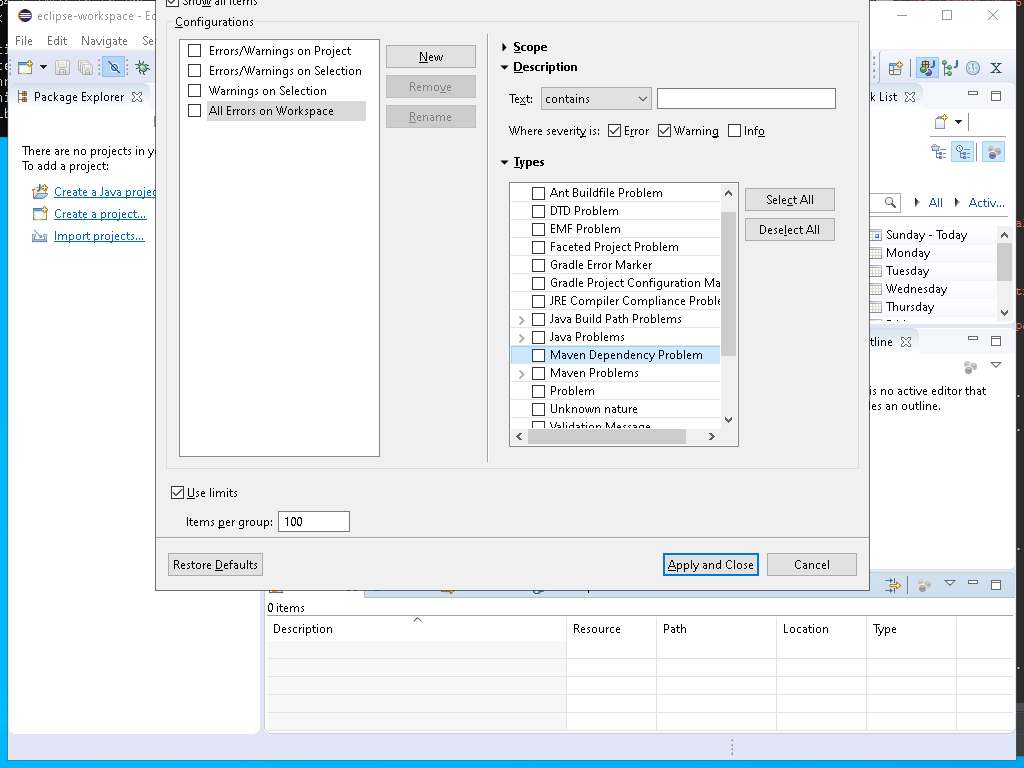 eclipse-workspace - Ec
Show all items
File Edit Navigate Se
Configurations
Errors/Warnings on Project
Errors/Warnings on Selection
Warnings on Selection
All Errors on Workspace
New
Remove
Rename
Scope
Description
Text: contains
Where severity is: Error Warning Info
Types
Ant Buildfile Problem
DTD Problem
EMF Problem
Faceted Project Problem
Gradle Error Marker
Gradle Project Configuration Ma
JRE Compiler Compliance Proble
Java Build Path Problems
Java Problems
Maven Dependency Problem
Maven Problems
Problem
Unknown nature
Validation Message
Select All
Deselect All
Use limits
Items per group: 100
Restore Defaults
Apply and Close
Cancel
Package Explorer
There are no projects in y
To add a project:
Create a Java projec
Create a project...
Import projects...
k List
All Activ...
Sunday - Today
Monday
Tuesday
Wednesday
Thursday
tline
is no active editor that
les an outline.
0 items
Description Resource Path Location Type